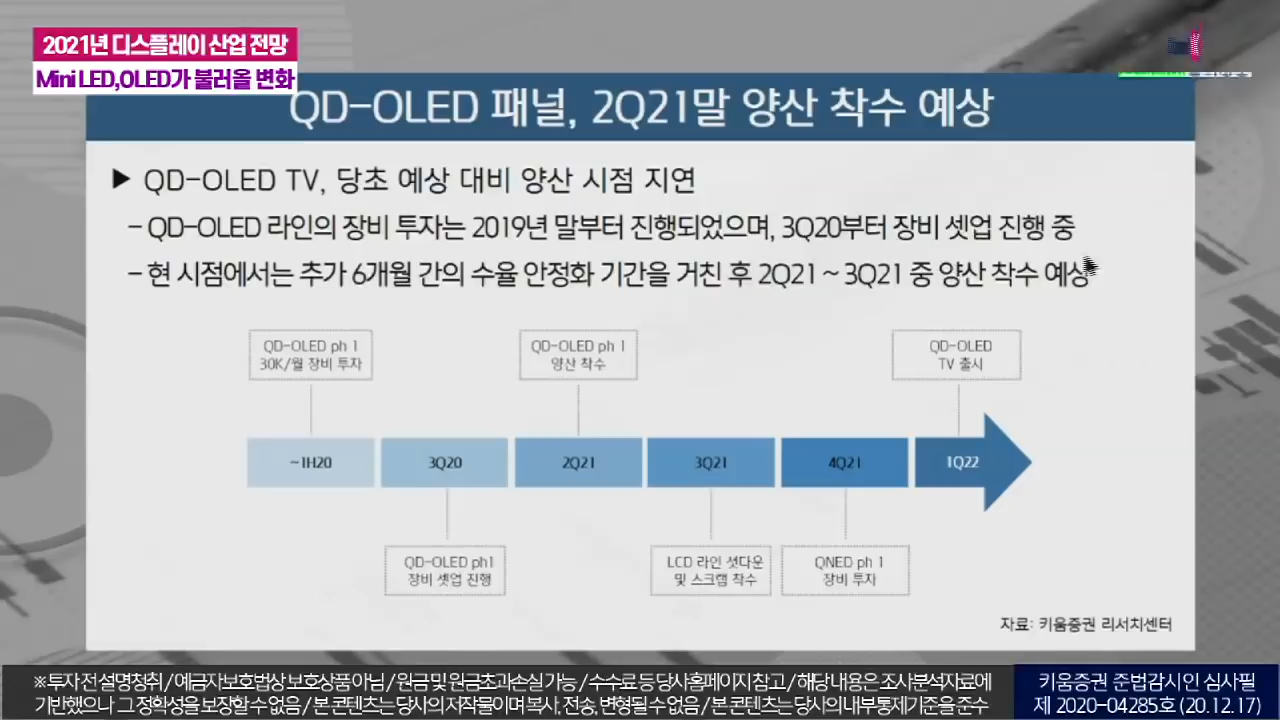 2021년 디스플레이 산업 전망
Mini LED,OLED가 불러올 변화
QD-OLED 패널, 2Q21말 양산 착수 예상
▶ QD-OLED TV, 당초 예상 대비 양산 시점 지연
- QD-OLED 라인의 장비 투자는 2019년 말부터 진행되었으며, 3Q20부터 장비 셋업 진행 중
- 현 시점에서는 추가 6개월 간의 수율 안정화 기간을 거친 후 2Q21 ~ 3Q21 중 양산 착수 예상
QD-OLED ph 1
30K/월 장비 투자
QD-OLED ph 1
양산 착수
QD-OLED
TV 출시
~1H20
3Q20
2Q21
3Q21
4Q21
1Q22
QD-OLED ph1
장비 셋업 진행
LCD 라인 셧다운
및 스크랩 착수
QNED ph 1
장비 투자
자료: 키움증권 리서치센터
※ 투자 전 설명청취 / 예금자보호법상 보호상품 아님 / 원금 및 원금초과손실 가능 / 수수료 등 당사홈페이지 참고 / 해당 내용은 조사분석자료에
기반했으나 그 정확성을 보장할 수 없음 / 본 콘텐츠는 당사의 저작물이며 복사, 전송, 변형될 수 없음 / 본 콘텐츠는 당사의 내부통제기준을 준수
키움증권 준법감시인 심사필
제 2020-04285호 (20.12.17)